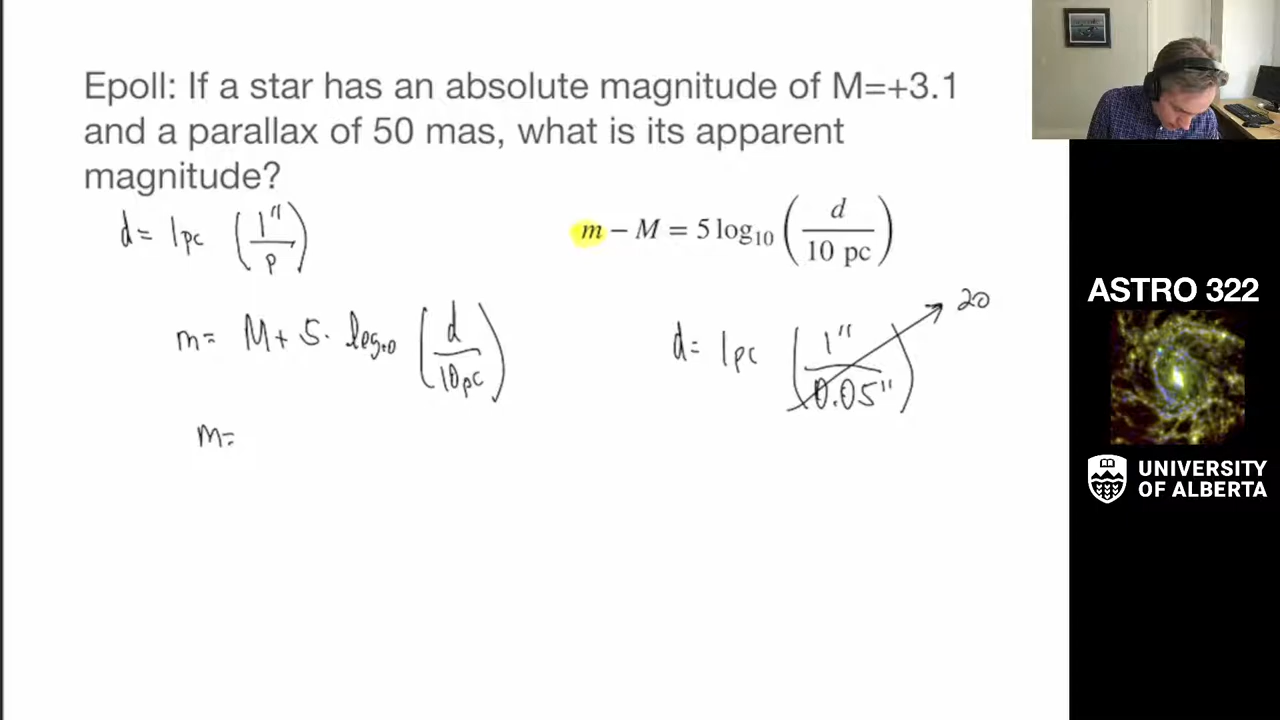 Epoll: If a star has an absolute magnitude of M=+3.1
and a parallax of 50 mas, what is its apparent
magnitude?
d= 1pc (1"/p)
m − M = 5 log₁₀ (d/10 pc)
m= M + 5 · log₁₀ (d/10pc)
d= 1pc (1"/0.05") 20
m=
ASTRO 322
UNIVERSITY
OF ALBERTA